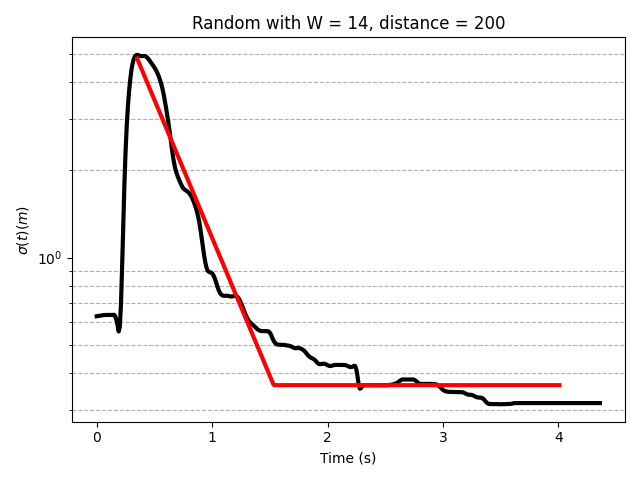 Random with W = 14, distance = 200
σ(t)(m)
10⁰
0 1 2 3 4
Time (s)